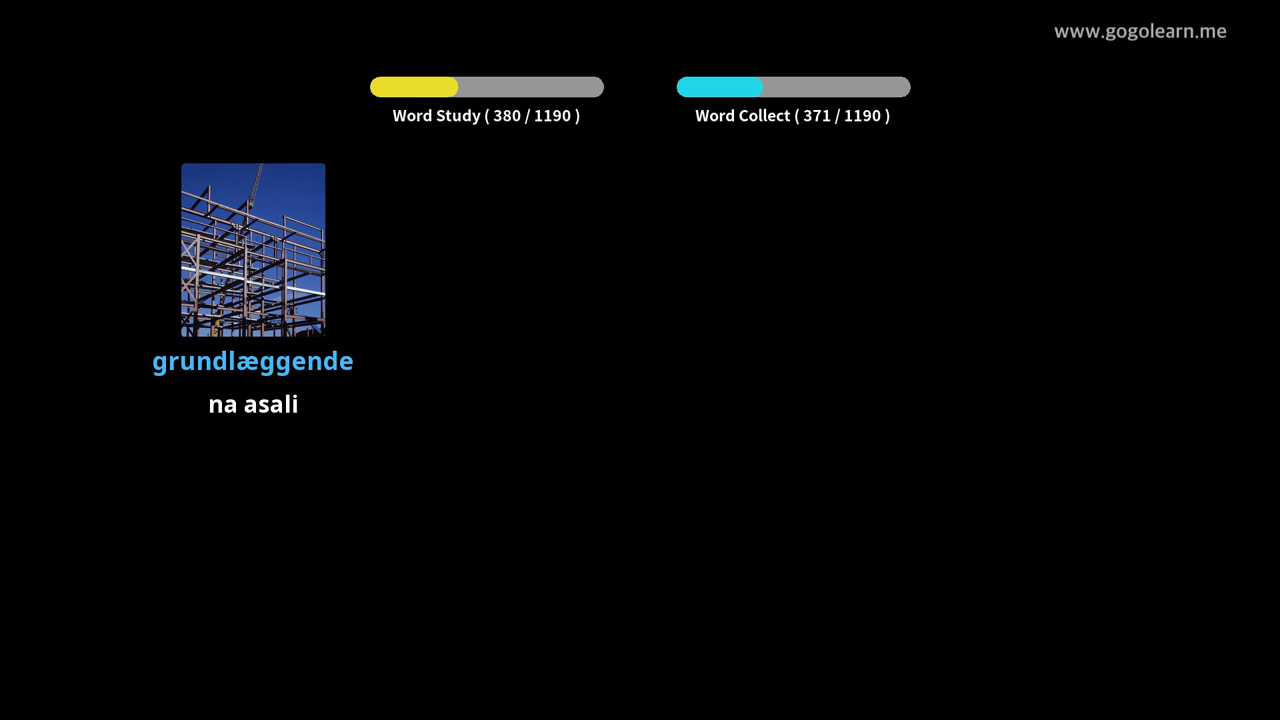 www.gogolearn.me
Word Study ( 380 / 1190 )
Word Collect ( 371 / 1190 )
grundlæggende
na asali